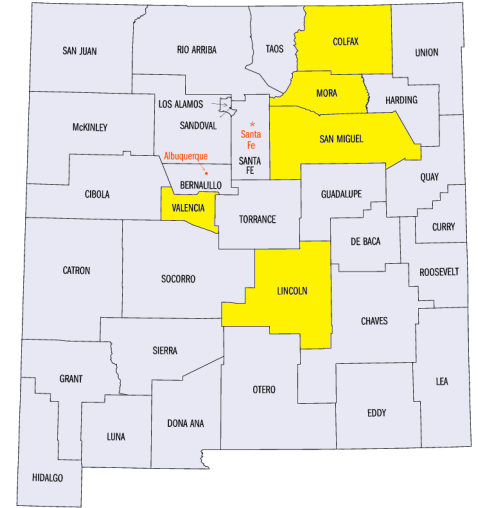 COLFAX
SAN JUAN
RIO ARRIBA
TAOS
UNION
MORA
HARDING
LOS ALAMOS
McKINLEY
SANDOVAL
*
Santa
Fe
SAN MIGUEL
Albuquerque
SANTA
FE
QUAY
BERNALILLO
CIBOLA
GUADALUPE
VALENCIA
TORRANCE
CURRY
DE BACA
CATRON
SOCORRO
ROOSEVELT
LINCOLN
CHAVES
SIERRA
GRANT
OTERO
LEA
EDDY
DONA ANA
LUNA
HIDALGO